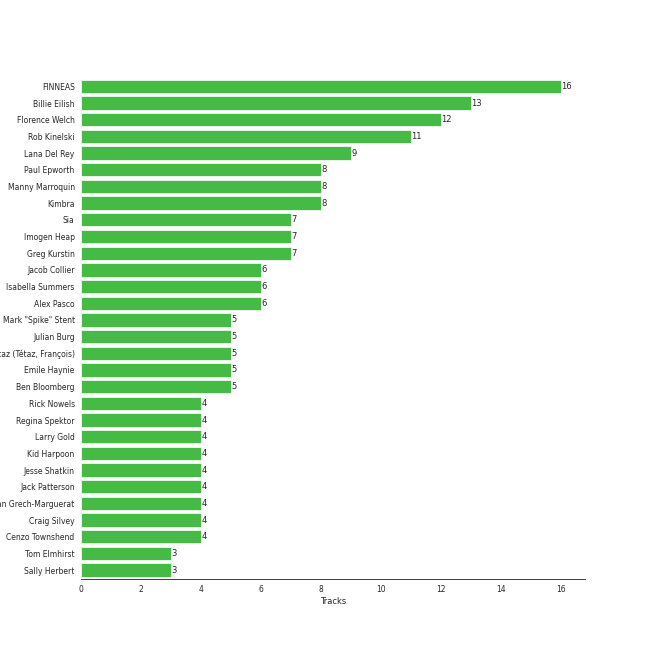 FINNEAS 16
Billie Eilish 13
Florence Welch 12
Rob Kinelski 11
Lana Del Rey 9
Paul Epworth 8
Manny Marroquin 8
Kimbra 8
Sia 7
Imogen Heap 7
Greg Kurstin 7
Jacob Collier 6
Isabella Summers 6
Alex Pasco 6
Mark "Spike" Stent 5
Julian Burg 5
(Tétaz, François) 5
Emile Haynie 5
Ben Bloomberg 5
Rick Nowels 4
Regina Spektor 4
Larry Gold 4
Kid Harpoon 4
Jesse Shatkin 4
Jack Patterson 4
Grech-Marguerat 4
Craig Silvey 4
Cenzo Townshend 4
Tom Elmhirst 3
Sally Herbert 3
0 2 4 6 8 10 12 14 16
Tracks